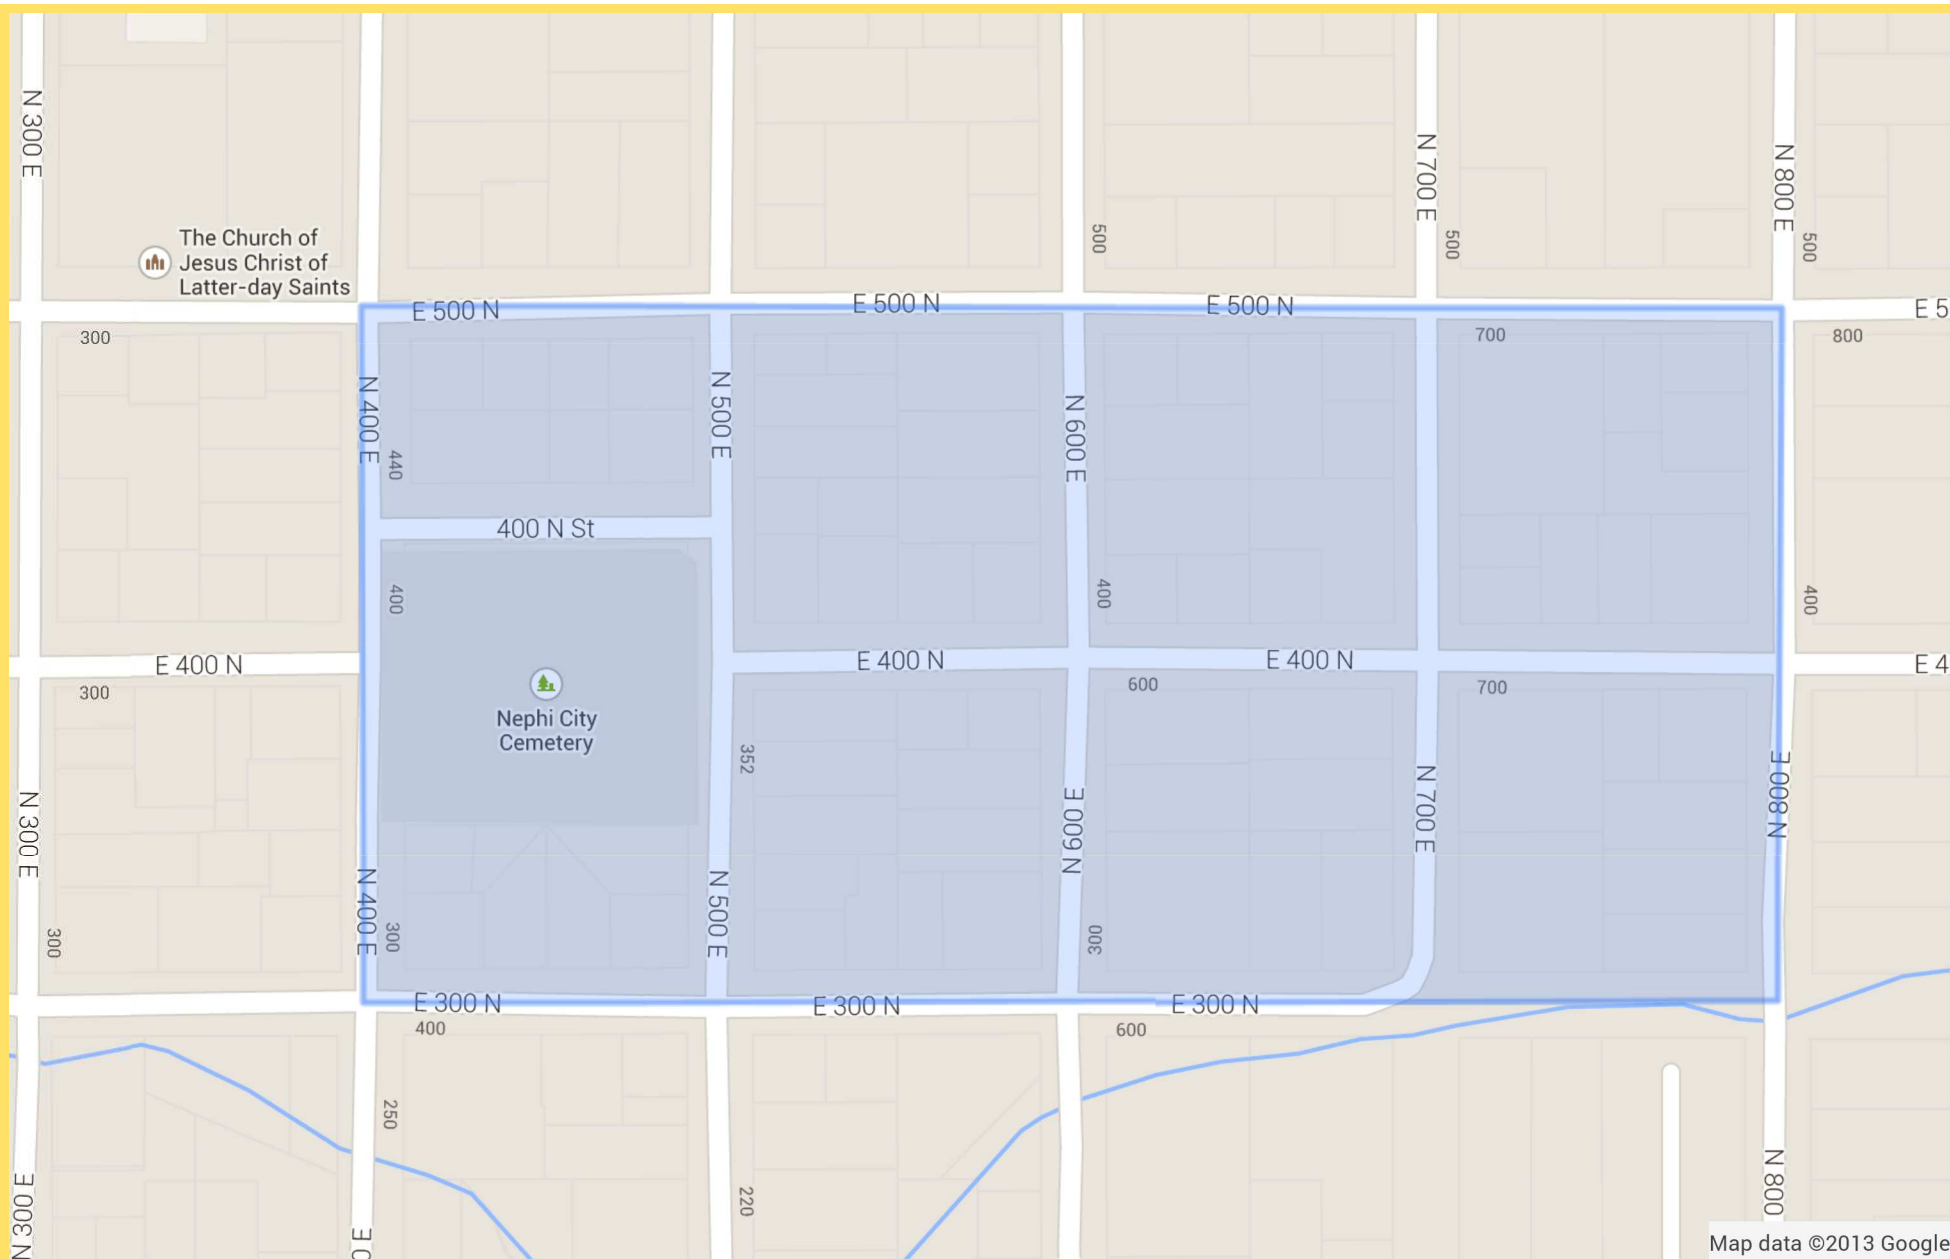 N 300 E
N 700 E
N 800 E
The Church of
Jesus Christ of
Latter-day Saints
500
500
500
E 500 N
E 500 N
E 500 N
E 5
300
700
800
N 400 E
N 500 E
N 600 E
440
400 N St
400
400
400
E 400 N
E 400 N
E 400 N
E 4
300
600
700
Nephi City
Cemetery
352
N 300 E
N 600 E
N 700 E
N 800 E
N 400 E
N 500 E
300
300
300
E 300 N
E 300 N
E 300 N
400
600
250
220
N 300 E
0 E
N 800
Map data ©2013 Google